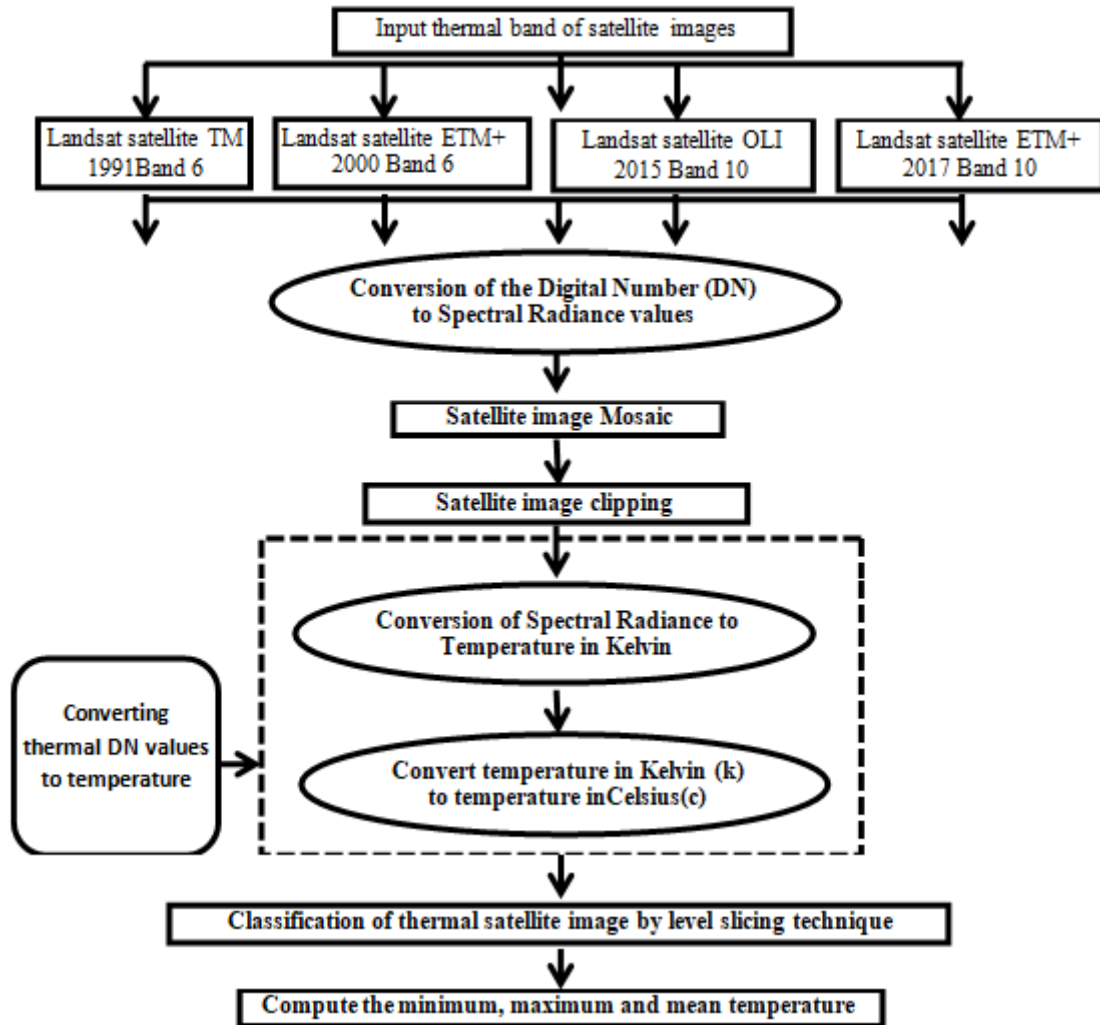 Input thermal band of satellite images
Landsat satellite TM
1991Band 6
Landsat satellite ETM+
2000 Band 6
Landsat satellite OLI
2015 Band 10
Landsat satellite ETM+
2017 Band 10
Conversion of the Digital Number (DN)
to Spectral Radiance values
Satellite image Mosaic
Satellite image clipping
Conversion of Spectral Radiance to
Temperature in Kelvin
Converting
thermal DN values
to temperature
Convert temperature in Kelvin (k)
to temperature inCelsius(c)
Classification of thermal satellite image by level slicing technique
Compute the minimum, maximum and mean temperature